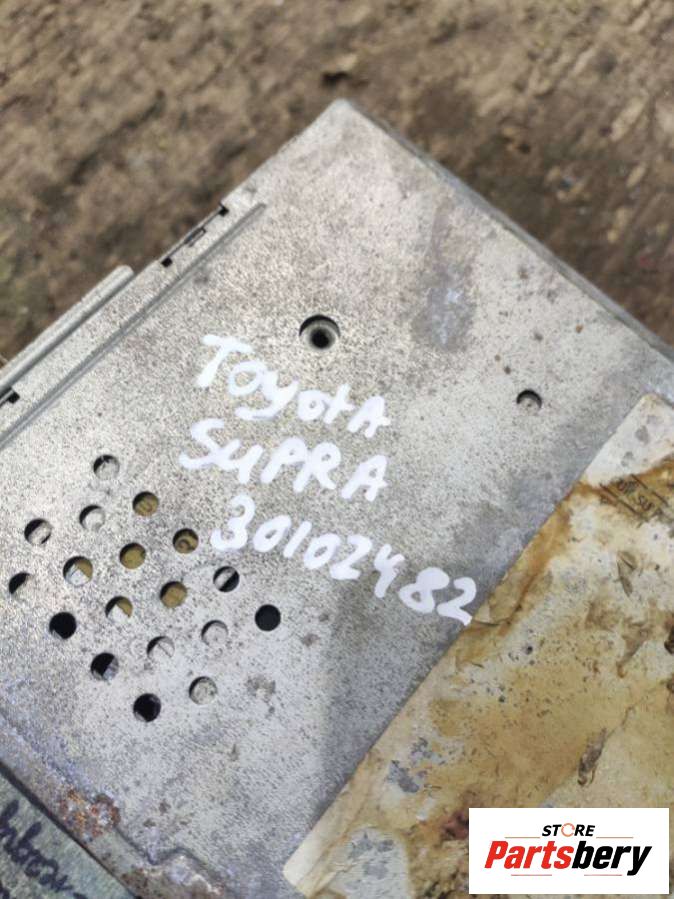 Toyota
SUPRA
30102482
STORE
Partsbery